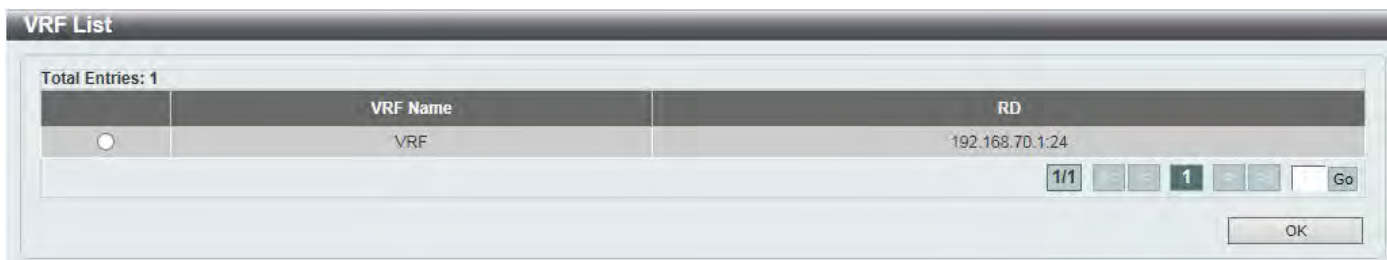 VRF List
Total Entries: 1
VRF Name RD
VRF 192.168.70.1:24
1/1 |< < 1 > >| Go
OK